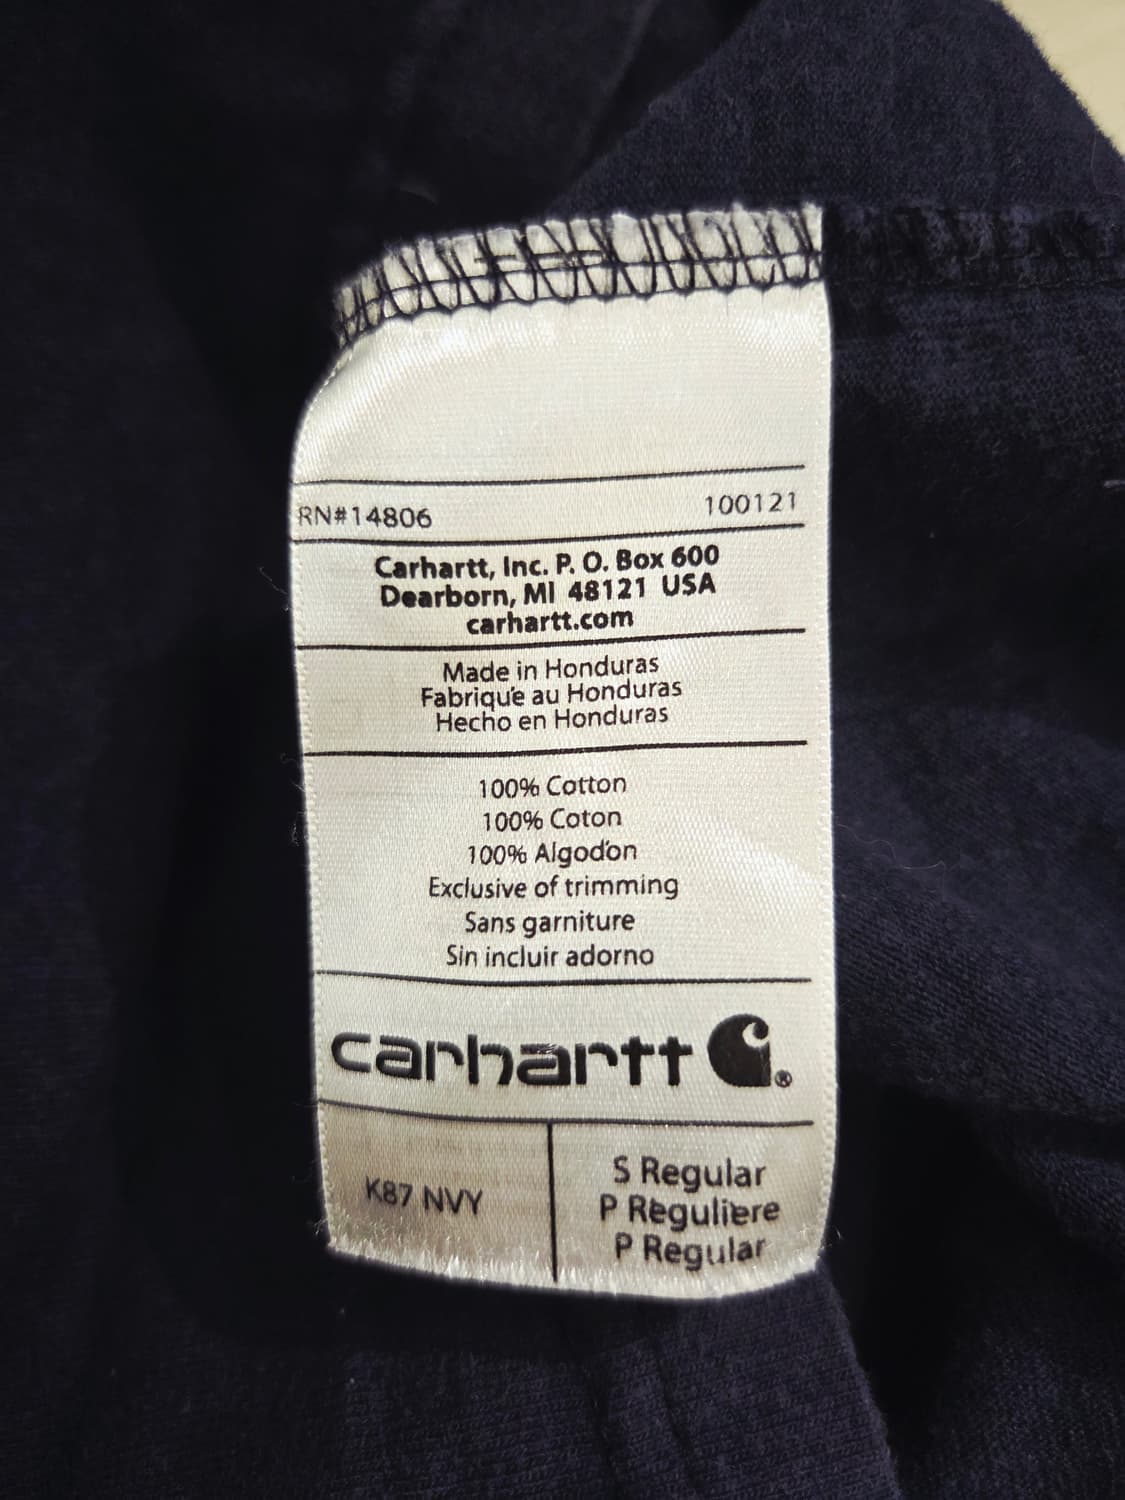 RN#14806 100121
Carhartt, Inc. P. O. Box 600
Dearborn, MI 48121 USA
carhartt.com
Made in Honduras
Fabriqué au Honduras
Hecho en Honduras
100% Cotton
100% Coton
100% Algodón
Exclusive of trimming
Sans garniture
Sin incluir adorno
carhartt ®
K87 NVY
S Regular
P Régulière
P Regular